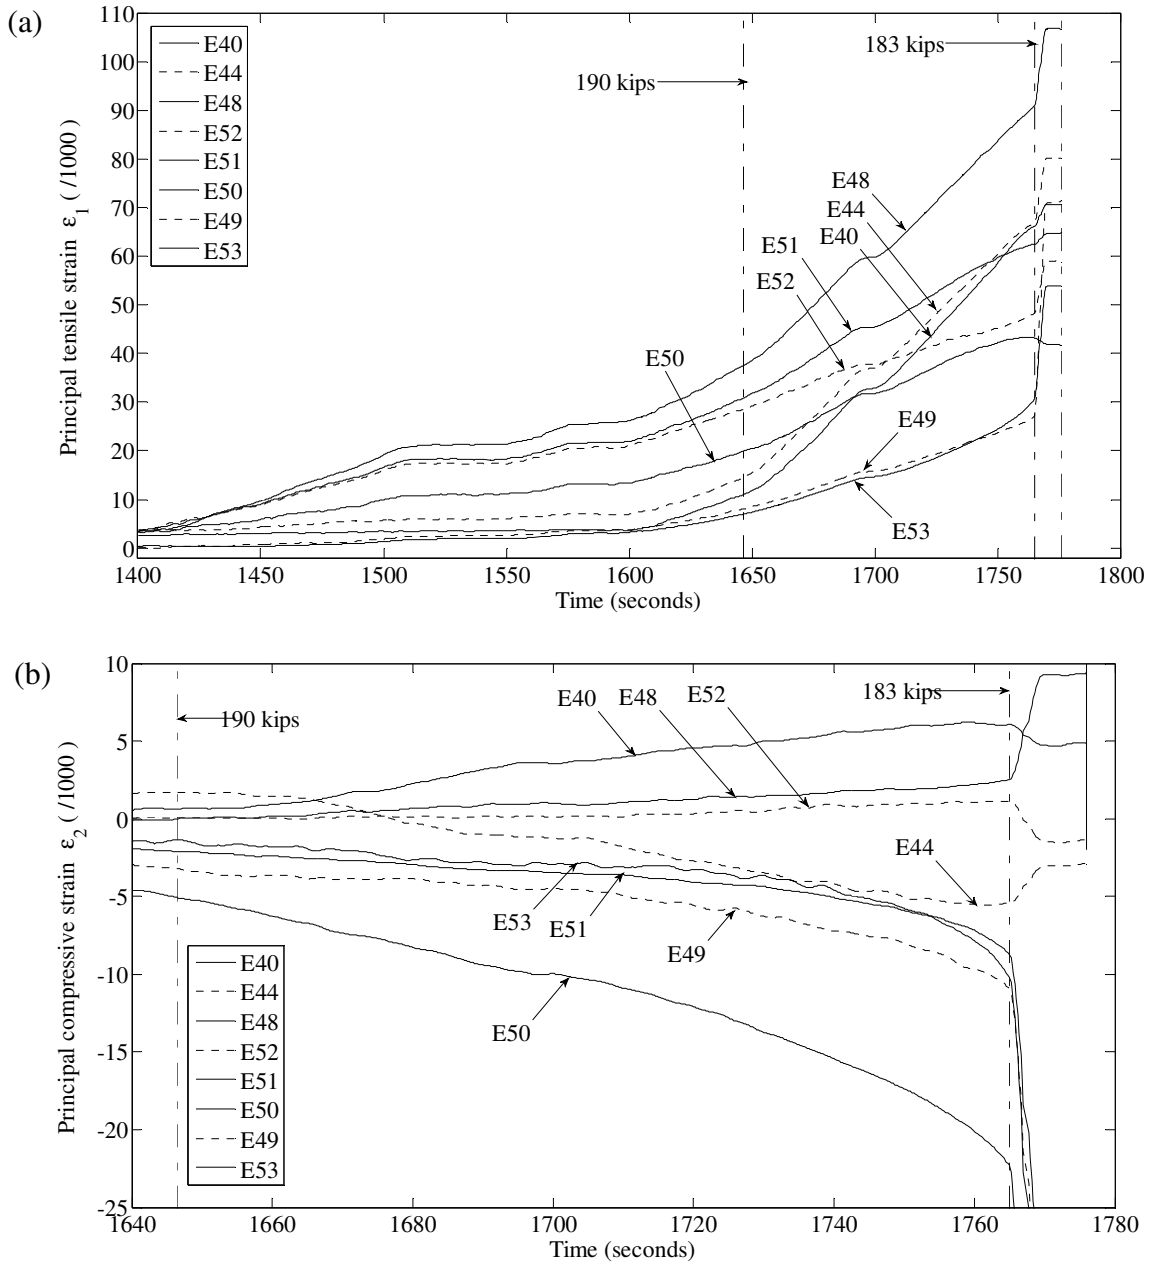 (a)
110
100
90
80
70
60
50
40
30
20
10
0
Principal tensile strain ε1 ( /1000)
E40
E44
E48
E52
E51
E50
E49
E53
190 kips
183 kips
E48
E44
E40
E51
E52
E50
E49
E53
1400 1450 1500 1550 1600 1650 1700 1750 1800
Time (seconds)
(b)
10
5
0
-5
-10
-15
-20
-25
Principal compressive strain ε2 ( /1000)
190 kips
183 kips
E40
E48
E52
E44
E53
E51
E49
E50
E40
E44
E48
E52
E51
E50
E49
E53
1640 1660 1680 1700 1720 1740 1760 1780
Time (seconds)